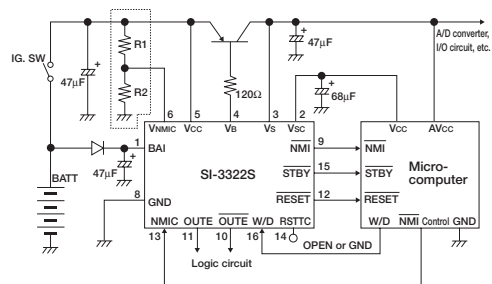 A/D converter,
I/O circuit, etc.
IG. SW
R1
47μF
47μF
R2
120Ω
68μF
6 5 4 3 2
VNMIC VCC VB VS VSC
VCC AVCC
1 BAI
NMI 9 NMI
BATT
47μF
SI-3322S
STBY 15 STBY
Micro-
computer
8 GND
RESET 12 RESET
NMIC OUTE OUTE W/D RSTTC
W/D NMI Control GND
13 11 10 16 14
OPEN or GND
Logic circuit